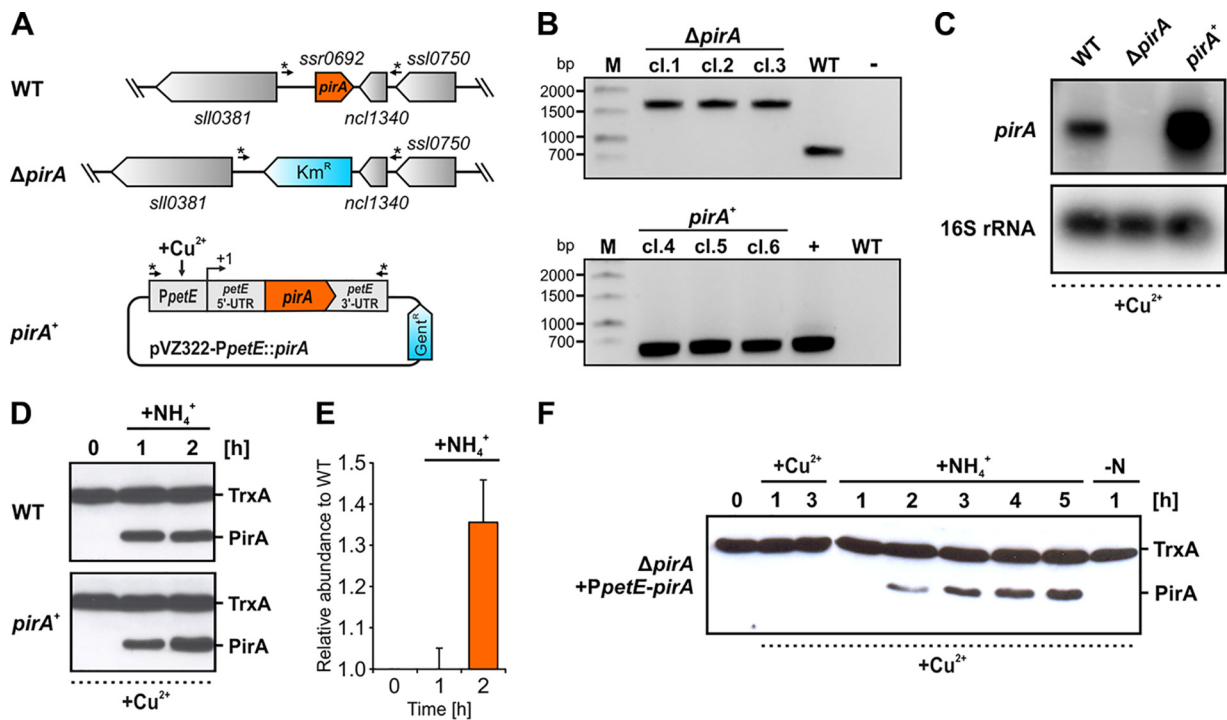 A
WT
ssr0692
ssl0750
* pirA *
sll0381
ncl1340
ΔpirA
ssl0750
* Km^R *
sll0381
ncl1340
pirA⁺
+Cu²⁺
+1
* *
PpetE
petE
5'-UTR
pirA
petE
3'-UTR
Gent^R
pVZ322-PpetE::pirA
B
ΔpirA
bp M cl.1 cl.2 cl.3 WT -
2000
1500
1000
700
pirA⁺
bp M cl.4 cl.5 cl.6 + WT
2000
1500
1000
700
C
WT ΔpirA pirA⁺
pirA
16S rRNA
+Cu²⁺
D
+NH₄⁺
0 1 2 [h]
WT
TrxA
PirA
pirA⁺
TrxA
PirA
+Cu²⁺
E
Relative abundance to WT
+NH₄⁺
1.5
1.4
1.3
1.2
1.1
1.0
0 1 2
Time [h]
F
+Cu²⁺ +NH₄⁺ -N
0 1 3 1 2 3 4 5 1 [h]
ΔpirA
+PpetE-pirA
TrxA
PirA
+Cu²⁺